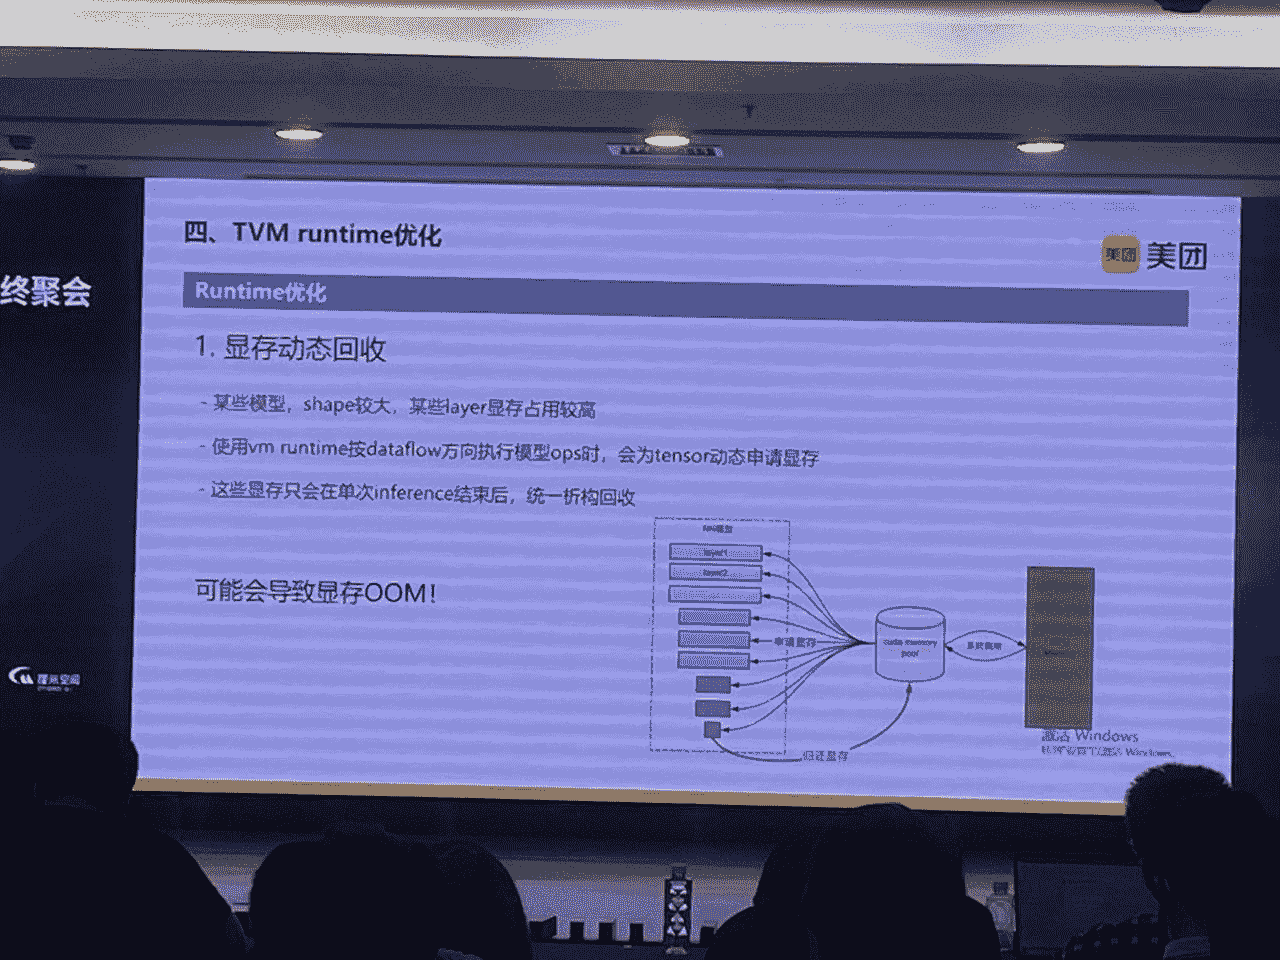 四、TVM runtime优化
美团 美团
终聚会
Runtime优化
1. 显存动态回收
- 某些模型，shape较大，某些layer显存占用较高
- 使用vm runtime按dataflow方向执行模型ops时，会为tensor动态申请显存
- 这些显存只会在单次inference结束后，统一折构回收
可能会导致显存OOM！
layer1
layer2
申请显存
cuda memory
pool
归还显存
激活 Windows